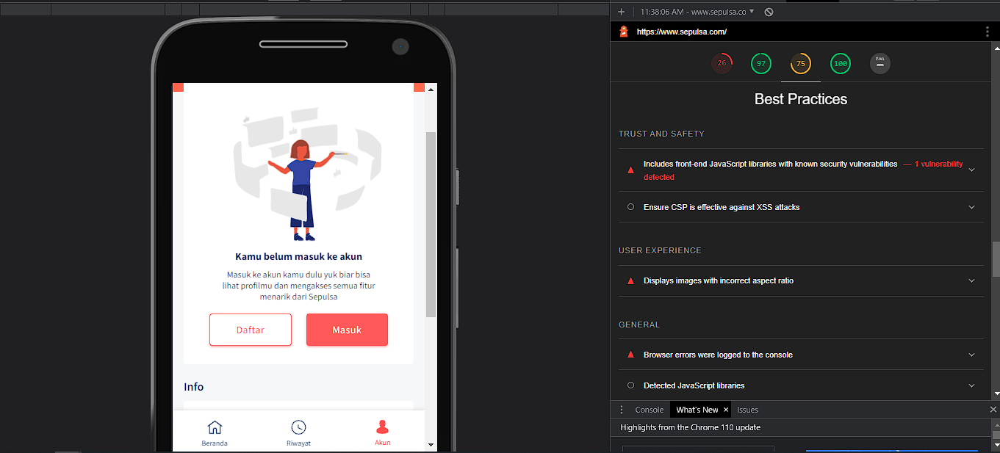 11:38:06 AM - www.sepulsa.co
https://www.sepulsa.com/
26
97
75
100
PWA
Best Practices
TRUST AND SAFETY
Includes front-end JavaScript libraries with known security vulnerabilities — 1 vulnerability
detected
Ensure CSP is effective against XSS attacks
USER EXPERIENCE
Displays images with incorrect aspect ratio
GENERAL
Browser errors were logged to the console
Detected JavaScript libraries
Console
What's New
Issues
Highlights from the Chrome 110 update
Kamu belum masuk ke akun
Masuk ke akun kamu dulu yuk biar bisa
lihat profilmu dan mengakses semua fitur
menarik dari Sepulsa
Daftar
Masuk
Info
Beranda
Riwayat
Akun